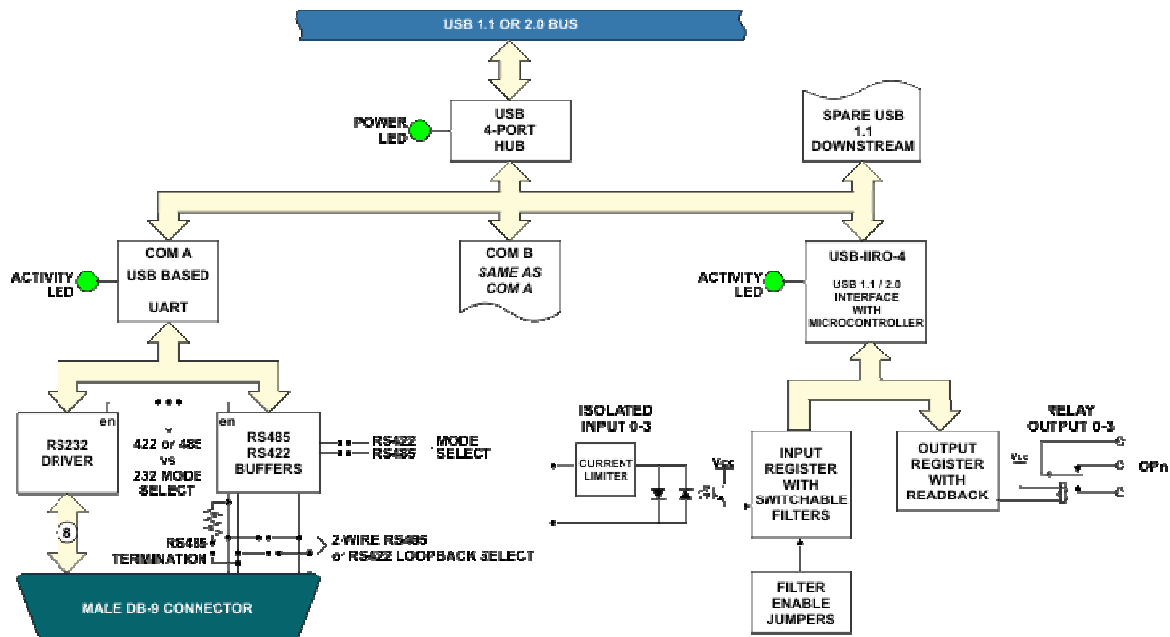 USB 1.1 OR 2.0 BUS
POWER
LED
USB
4-PORT
HUB
SPARE USB
1.1
DOWNSTREAM
ACTIVITY
LED
COM A
USB BASED
UART
COM B
SAME AS
COM A
ACTIVITY
LED
USB-IIRO-4
USB 1.1 / 2.0
INTERFACE
WITH
MICROCONTROLLER
en
RS232
DRIVER
422 or 485
vs
232 MODE
SELECT
en
RS485
RS422
BUFFERS
RS422
RS485
MODE
SELECT
ISOLATED
INPUT 0-3
CURRENT
LIMITER
Vcc
INPUT
REGISTER
WITH
SWITCHABLE
FILTERS
OUTPUT
REGISTER
WITH
READBACK
RELAY
OUTPUT 0-3
Vcc
OPn
8
RS485
TERMINATION
2-WIRE RS485
or RS422 LOOPBACK SELECT
FILTER
ENABLE
JUMPERS
MALE DB-9 CONNECTOR